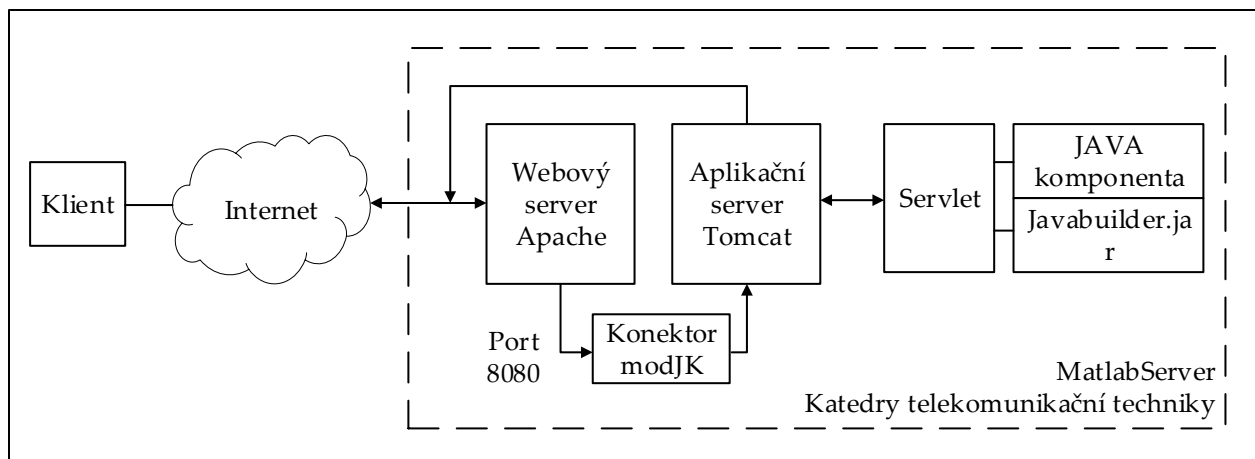 Klient
Internet
Webový
server
Apache
Aplikační
server
Tomcat
Servlet
JAVA
komponenta
Javabuilder.ja
r
Port
8080
Konektor
modJK
MatlabServer
Katedry telekomunikační techniky